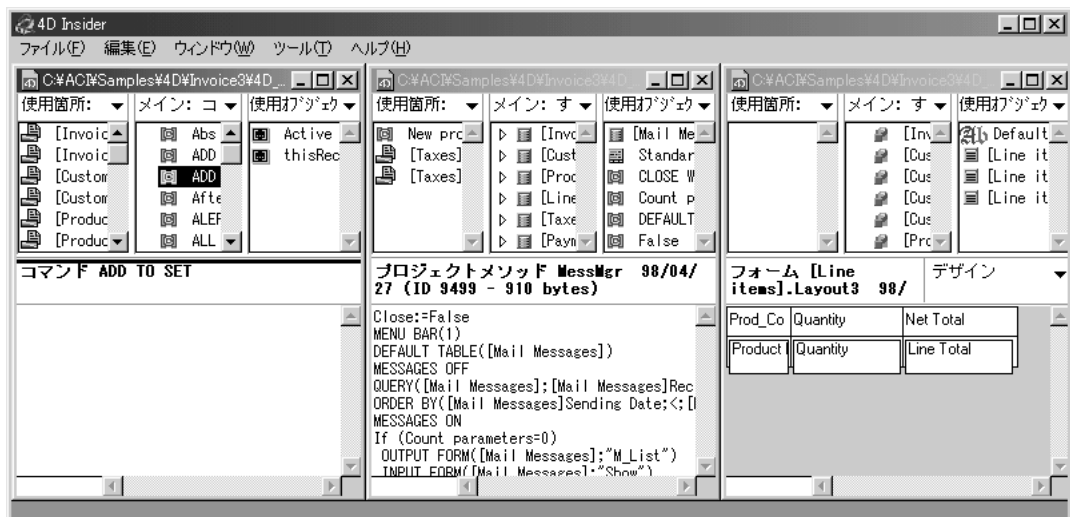 4D Insider
ファイル(F) 編集(E) ウィンドウ(W) ツール(T) ヘルプ(H)
C:¥ACI¥Samples¥4D¥Invoice3¥4D_...
使用箇所: メイン: コ 使用ｵﾌﾞｼﾞｪｸ
[Invoic Abs Active
[Invoic ADD thisRec
[Custom ADD
[Custom Afte
[Produc ALER
[Produc ALL
コマンド ADD TO SET
C:¥ACI¥Samples¥4D¥Invoice3¥4D
使用箇所: メイン: す 使用ｵﾌﾞｼﾞｪｸ
New prc [Invo [Mail Me
[Taxes] [Cust Standar
[Taxes] [Proc CLOSE W
[Line Count p
[Taxe DEFAULT
[Paym False
プロジェクトメソッド MessMgr 98/04/
27 (ID 9499 - 910 bytes)
Close:=False
MENU BAR(1)
DEFAULT TABLE([Mail Messages])
MESSAGES OFF
QUERY([Mail Messages];[Mail Messages]Rec
ORDER BY([Mail Messages]Sending Date;<;[
MESSAGES ON
If (Count parameters=0)
OUTPUT FORM([Mail Messages];"M_List")
INPUT FORM([Mail Messages];"Show")
C:¥ACI¥Samples¥4D¥Invoice3¥4D_
使用箇所: メイン: す 使用ｵﾌﾞｼﾞｪｸ
[Inv Default
[Cus [Line it
[Cus [Line it
[Cus
[Cus
[Prc
フォーム [Line
items].Layout3 98/
デザイン
Prod_Co Quantity Net Total
Product Quantity Line Total